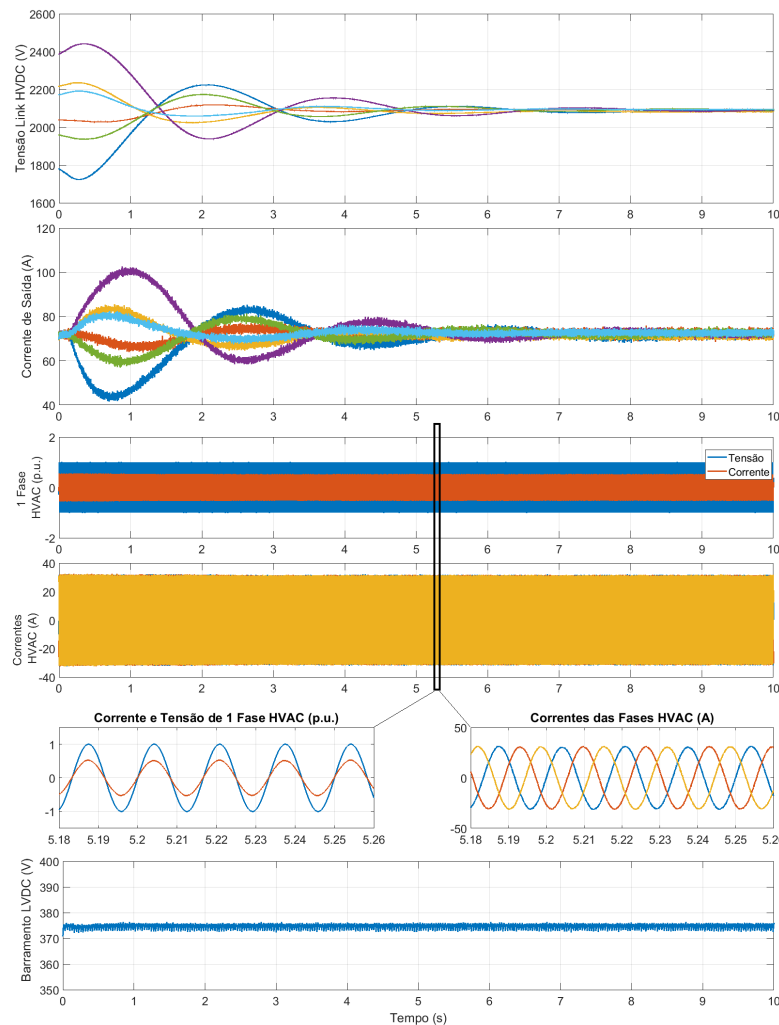 2600
2400
2200
2000
1800
1600
Tensão Link HVDC (V)
0 1 2 3 4 5 6 7 8 9 10
120
100
80
60
40
Corrente de Saída (A)
0 1 2 3 4 5 6 7 8 9 10
2
0
-2
1 Fase
HVAC (p.u.)
Tensão
Corrente
0 1 2 3 4 5 6 7 8 9 10
40
20
0
-20
-40
Correntes
HVAC (A)
0 1 2 3 4 5 6 7 8 9 10
Corrente e Tensão de 1 Fase HVAC (p.u.)
1
0
-1
5.18 5.19 5.2 5.21 5.22 5.23 5.24 5.25 5.26
Correntes das Fases HVAC (A)
50
0
-50
5.18 5.19 5.2 5.21 5.22 5.23 5.24 5.25 5.26
400
390
380
370
360
350
Barramento LVDC (V)
0 1 2 3 4 5 6 7 8 9 10
Tempo (s)